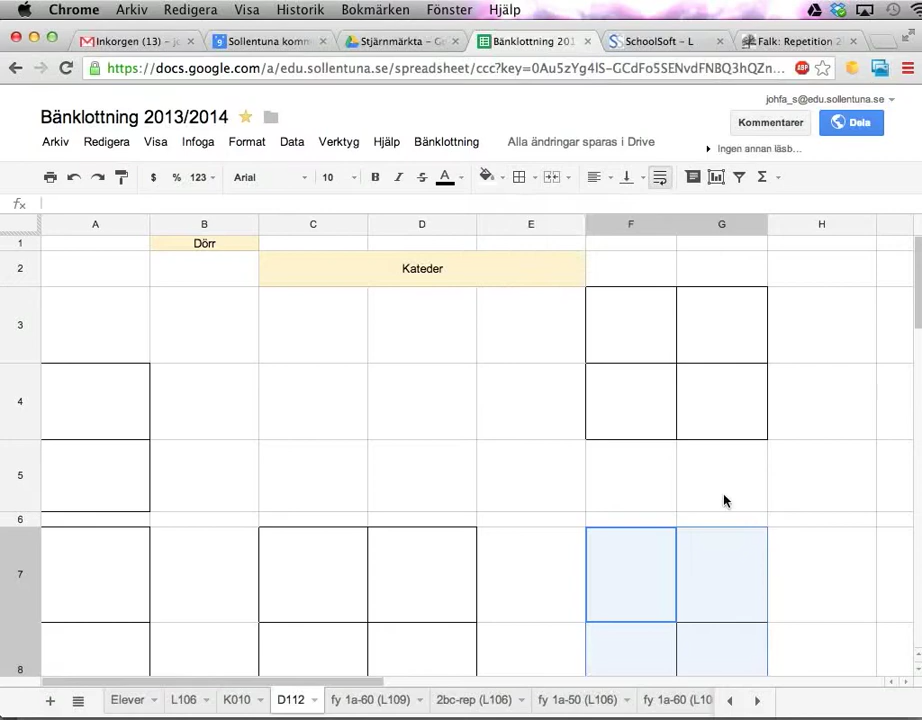 Chrome Arkiv Redigera Visa Historik Bokmärken Fönster Hjälp
Inkorgen (13) – jo Sollentuna komm Stjärnmärkta – Go Bänklottning 201 SchoolSoft – L Falk: Repetition 2
https://docs.google.com/a/edu.sollentuna.se/spreadsheet/ccc?key=0Au5zYg4lS-GCdFo5SENvdFNBQ3hQZn...
johfa_s@edu.sollentuna.se
Bänklottning 2013/2014 Kommentarer Dela
Arkiv Redigera Visa Infoga Format Data Verktyg Hjälp Bänklottning Alla ändringar sparas i Drive Ingen annan läsb...
$ % 123 Arial 10 B I S A Σ
fx
A B C D E F G H
1 Dörr
2 Kateder
3
4
5
6
7
8
+ Elever L106 K010 D112 fy 1a-60 (L109) 2bc-rep (L106) fy 1a-50 (L106) fy 1a-60 (L10